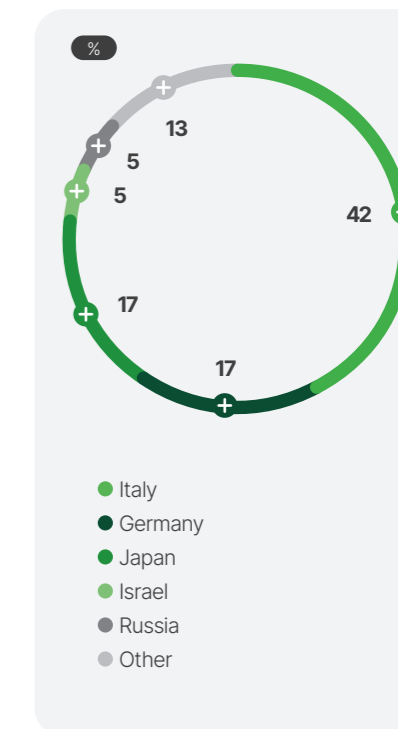 %
13
5
5
42
17
17
Italy
Germany
Japan
Israel
Russia
Other